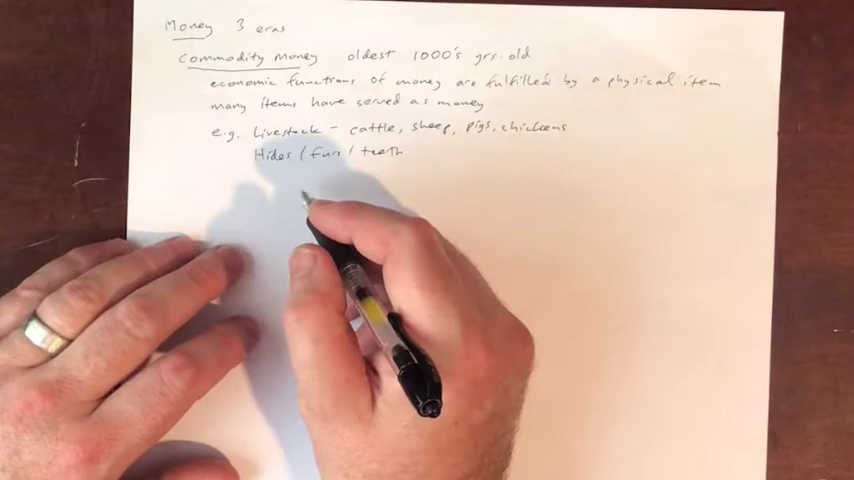 Money 3 eras
Commodity Money oldest 1000's yrs. old
economic functions of money are fulfilled by a physical item
many items have served as money
e.g. Livestock - cattle, sheep, pigs, chickens
Hides / furs / teeth